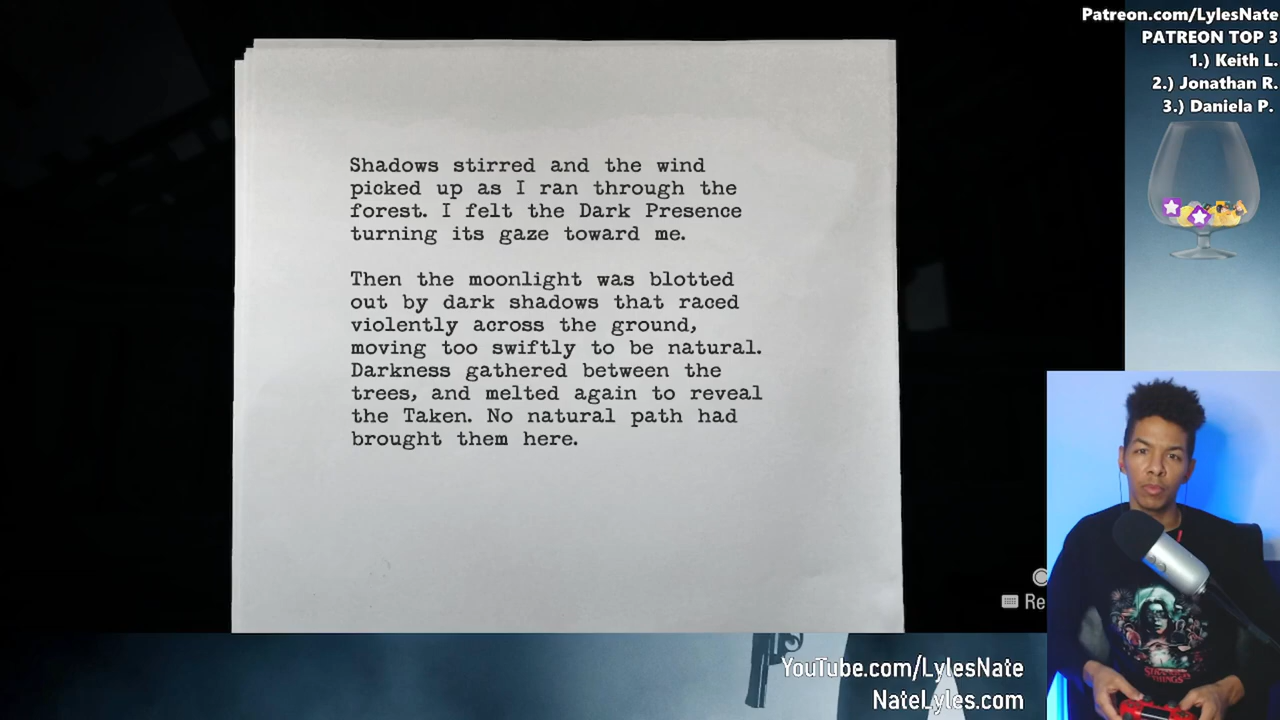 Patreon.com/LylesNate
PATREON TOP 3
1.) Keith L.
2.) Jonathan R.
3.) Daniela P.
Shadows stirred and the wind
picked up as I ran through the
forest. I felt the Dark Presence
turning its gaze toward me.
Then the moonlight was blotted
out by dark shadows that raced
violently across the ground,
moving too swiftly to be natural.
Darkness gathered between the
trees, and melted again to reveal
the Taken. No natural path had
brought them here.
Re
YouTube.com/LylesNate
NateLyles.com
STRANGER
THINGS